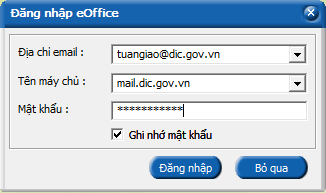 Đăng nhập eOffice
Địa chỉ email : tuangiao@dic.gov.vn
Tên máy chủ : mail.dic.gov.vn
Mật khẩu : ***********
Ghi nhớ mật khẩu
Đăng nhập Bỏ qua